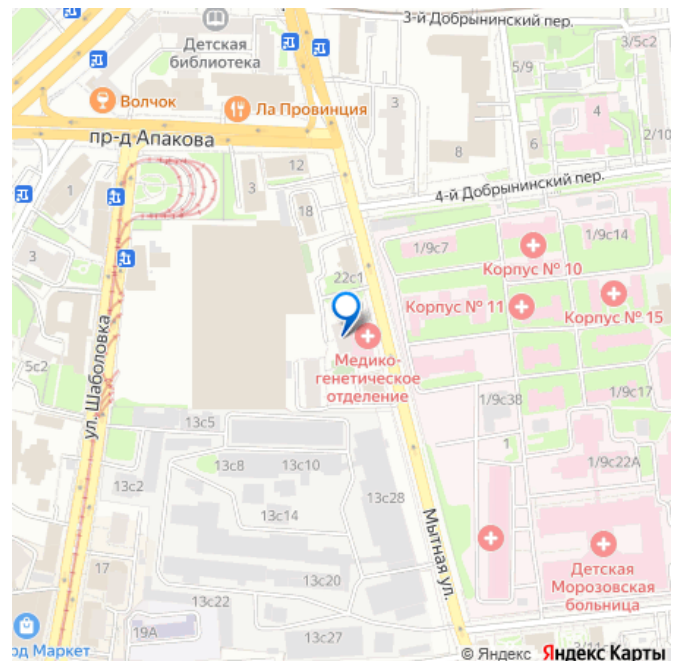 3-й Добрынинский пер.
Детская
библиотека
3/5с2
5/9
Волчок
Ла Провинция
3
4
пр-д Апакова
6
2/10
8
12
1
3
4-й Добрынинский пер.
18
1/9с7
1/9с14
3
22с1
Корпус № 10
Корпус № 11
Корпус № 15
ул. Шаболовка
Медико-
генетическое
отделение
5с2
1/9с38
1/9с17
13с5
1
13с8
13с10
1/9с22А
13с2
13с28
13с14
Мытная ул.
17
13с20
Детская
Морозовская
больница
13с22
19А
13с27
од Маркет
© Яндекс Яндекс Карты